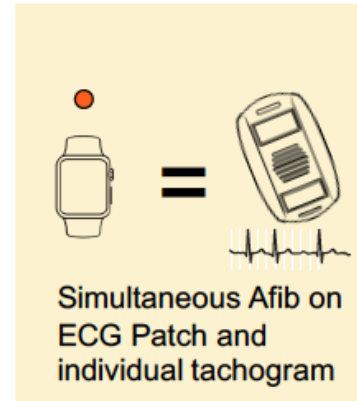 =
Simultaneous Afib on
ECG Patch and
individual tachogram